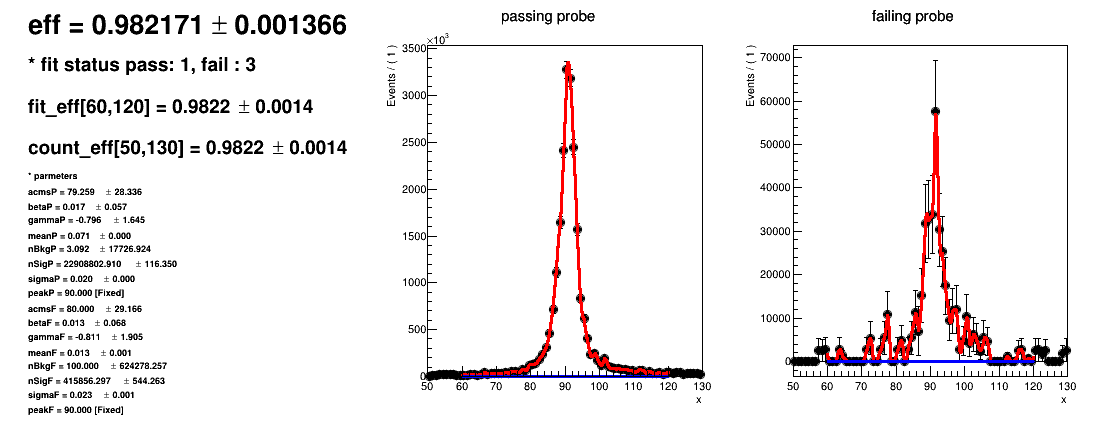 eff = 0.982171 ± 0.001366
* fit status pass: 1, fail : 3
fit_eff[60,120] = 0.9822 ± 0.0014
count_eff[50,130] = 0.9822 ± 0.0014
* parmeters
acmsP = 79.259 ± 28.336
betaP = 0.017 ± 0.057
gammaP = -0.796 ± 1.645
meanP = 0.071 ± 0.000
nBkgP = 3.092 ± 17726.924
nSigP = 22908802.910 ± 116.350
sigmaP = 0.020 ± 0.000
peakP = 90.000 [Fixed]
acmsF = 80.000 ± 29.166
betaF = 0.013 ± 0.068
gammaF = -0.811 ± 1.905
meanF = 0.013 ± 0.001
nBkgF = 100.000 ± 624278.257
nSigF = 415856.297 ± 544.263
sigmaF = 0.023 ± 0.001
peakF = 90.000 [Fixed]
passing probe
×10³
Events / ( 1 )
3500
3000
2500
2000
1500
1000
500
0
50 60 70 80 90 100 110 120 130
x
failing probe
Events / ( 1 )
70000
60000
50000
40000
30000
20000
10000
0
50 60 70 80 90 100 110 120 130
x